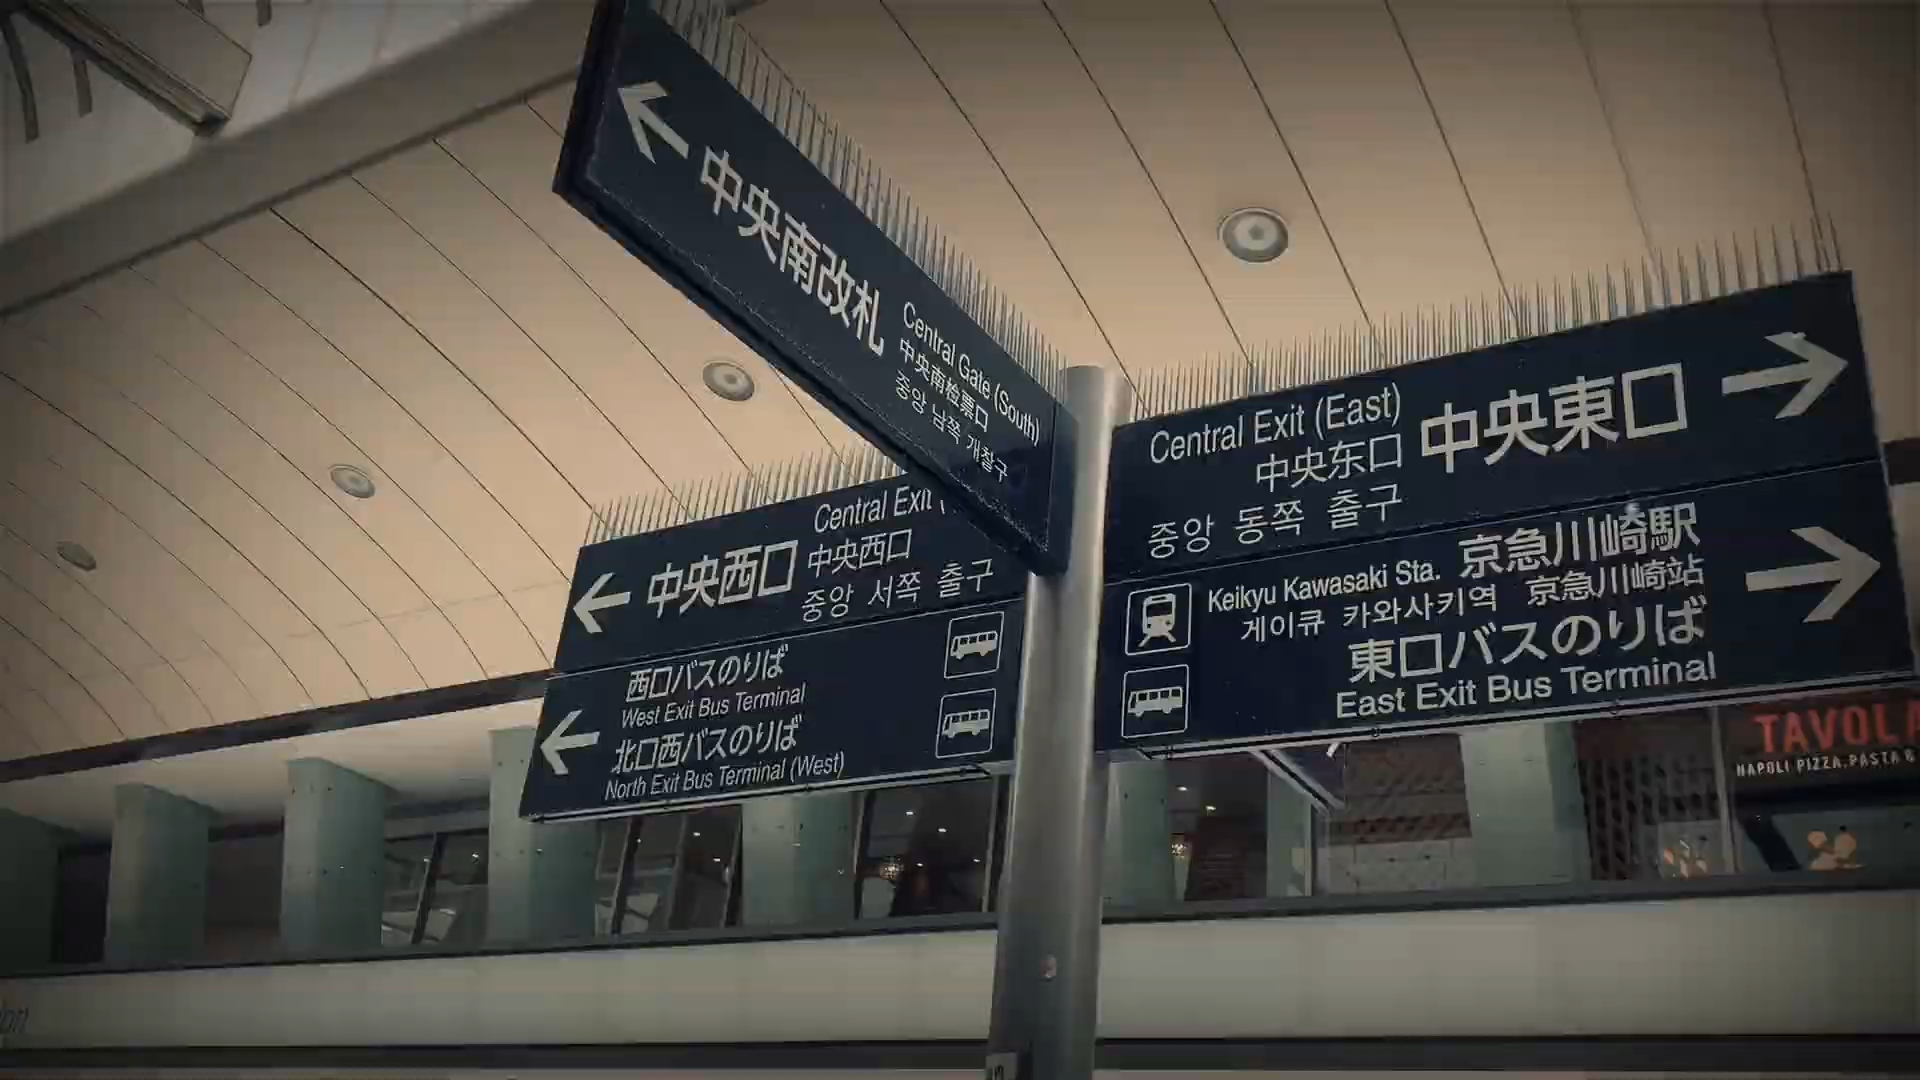 中央南改札
Central Gate (South)
中央南检票口
중앙 남쪽 개찰구
Central Exit (
中央西口 中央西口
중앙 서쪽 출구
西口バスのりば
West Exit Bus Terminal
北口西バスのりば
North Exit Bus Terminal (West)
Central Exit (East)
中央东口 中央東口
중앙 동쪽 출구
Keikyu Kawasaki Sta. 京急川崎駅
게이큐 카와사키역 京急川崎站
東口バスのりば
East Exit Bus Terminal
TAVOLA
NAPOLI PIZZA.PASTA &